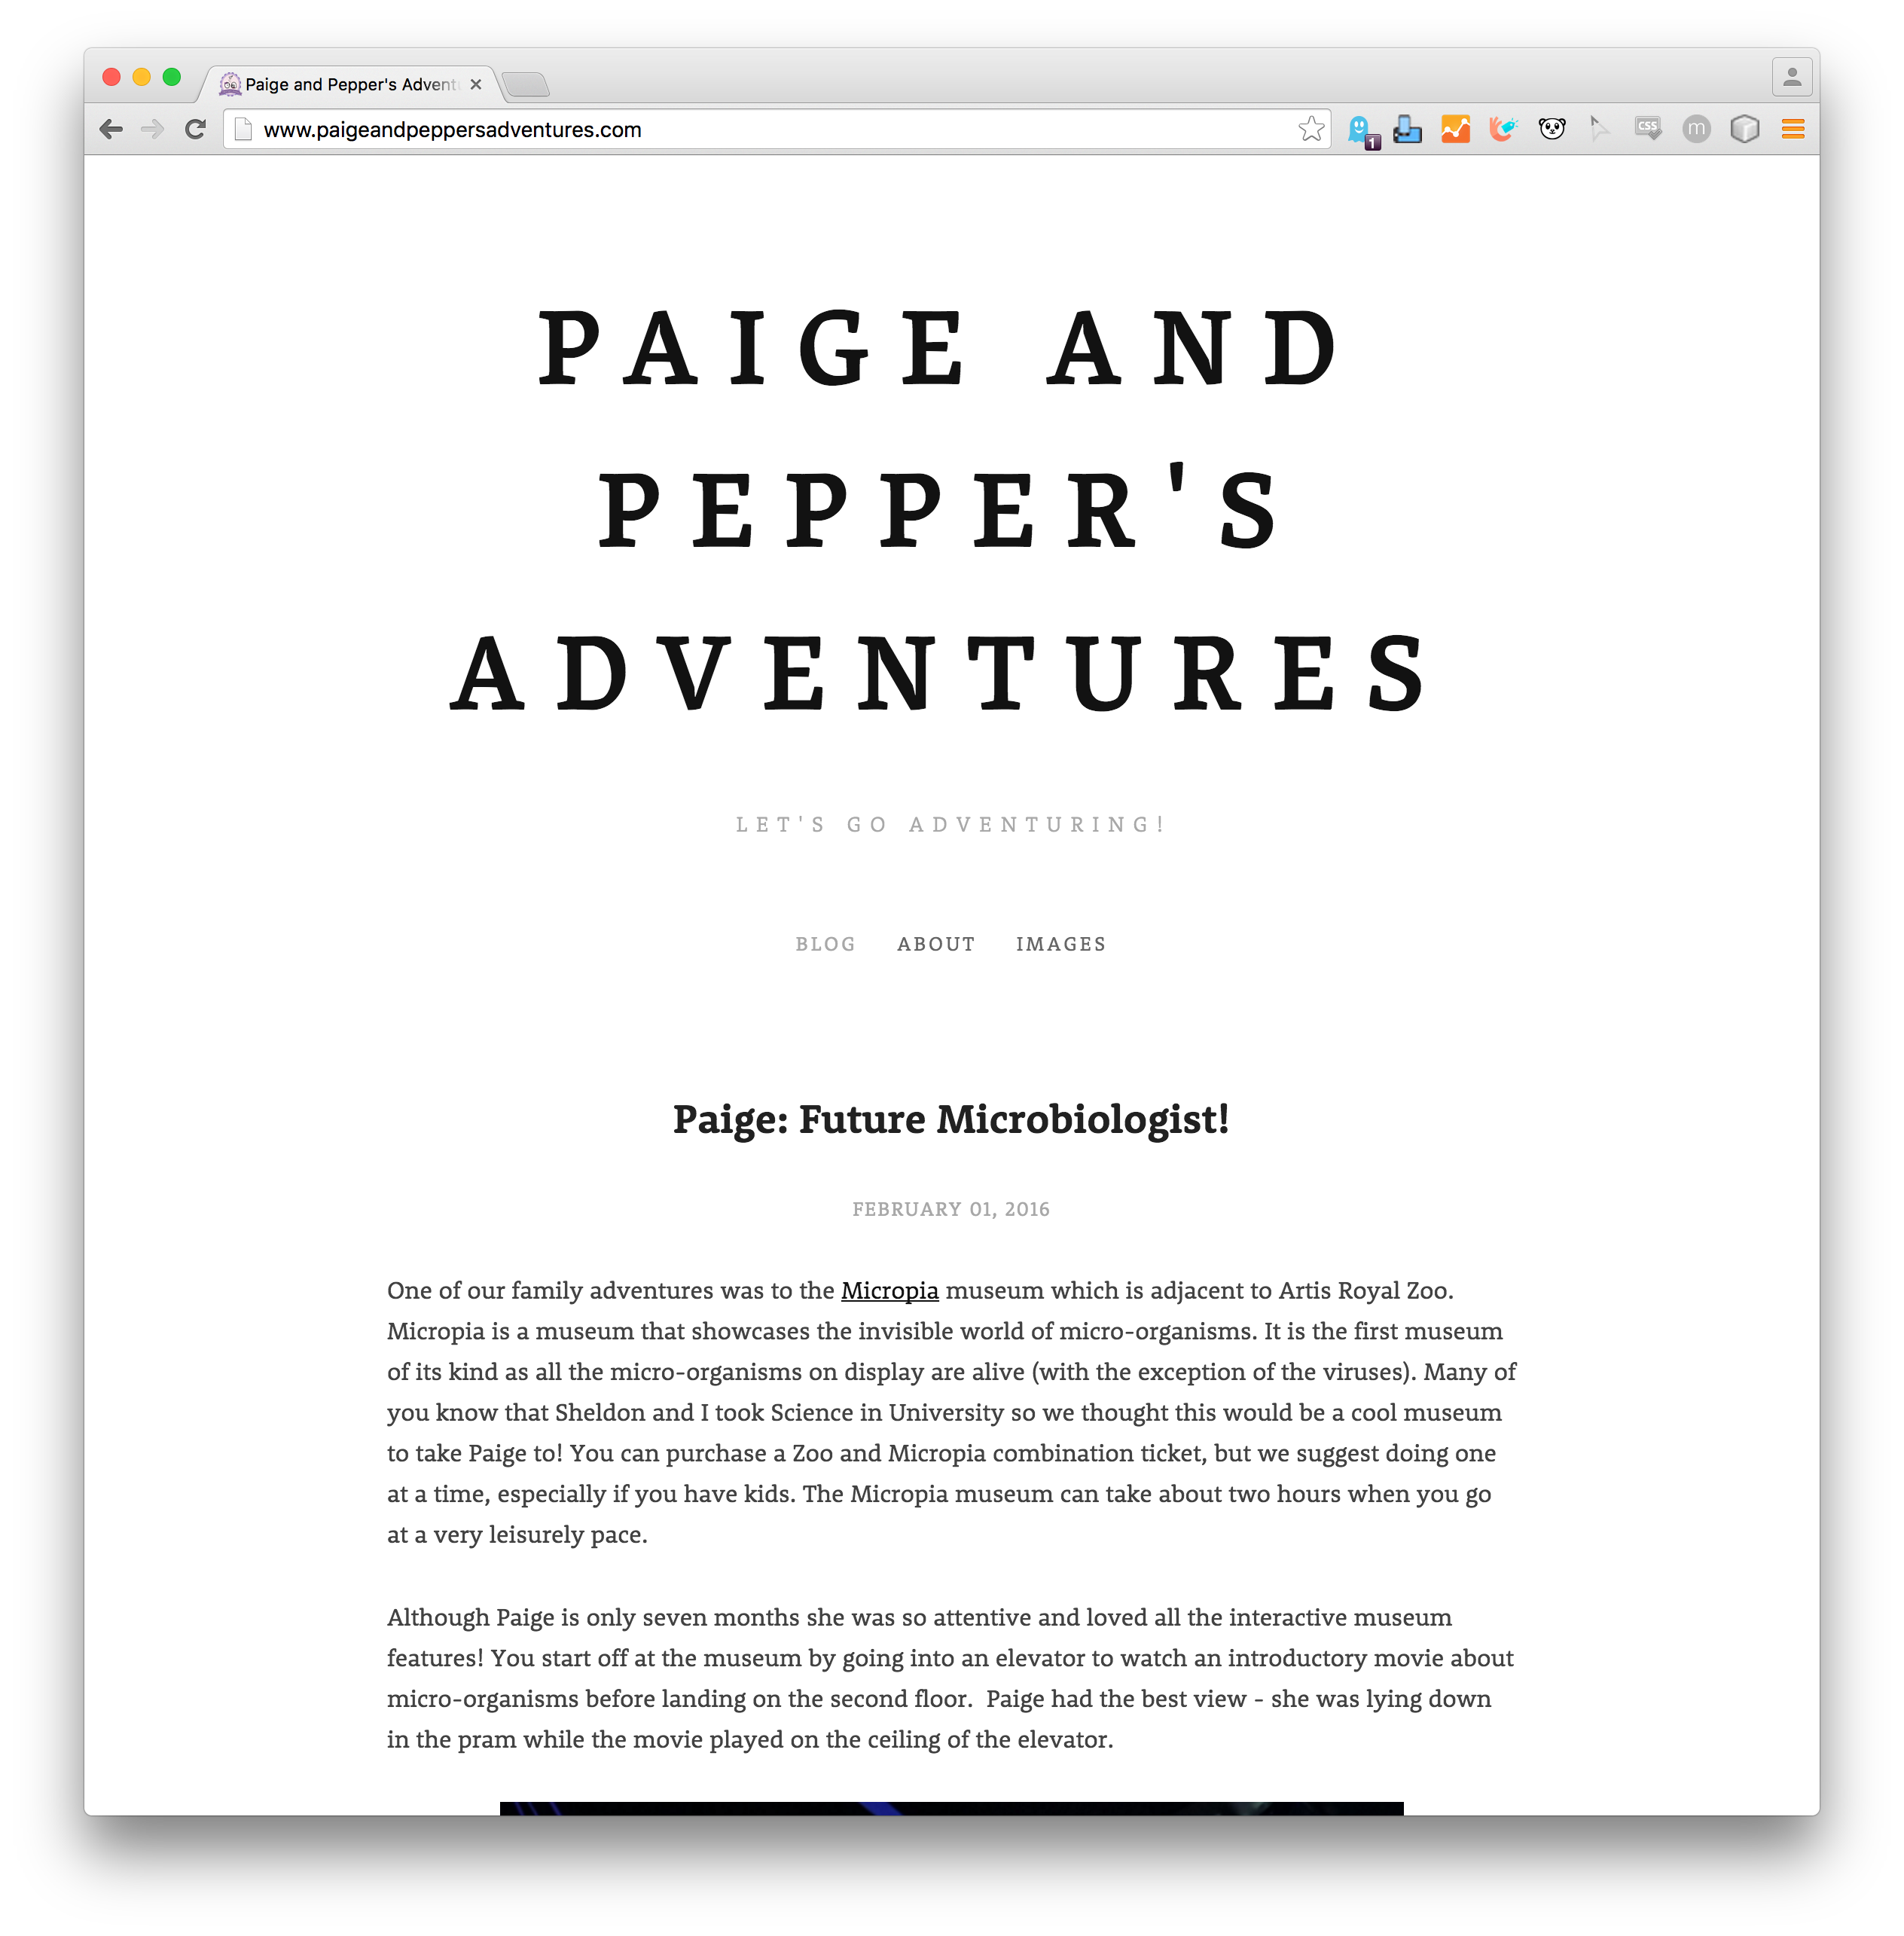 Paige and Pepper's Advent
www.paigeandpeppersadventures.com
1
CSS
m
PAIGE AND
PEPPER'S
ADVENTURES
LET'S GO ADVENTURING!
BLOG ABOUT IMAGES
Paige: Future Microbiologist!
FEBRUARY 01, 2016
One of our family adventures was to the Micropia museum which is adjacent to Artis Royal Zoo.
Micropia is a museum that showcases the invisible world of micro-organisms. It is the first museum
of its kind as all the micro-organisms on display are alive (with the exception of the viruses). Many of
you know that Sheldon and I took Science in University so we thought this would be a cool museum
to take Paige to! You can purchase a Zoo and Micropia combination ticket, but we suggest doing one
at a time, especially if you have kids. The Micropia museum can take about two hours when you go
at a very leisurely pace.
Although Paige is only seven months she was so attentive and loved all the interactive museum
features! You start off at the museum by going into an elevator to watch an introductory movie about
micro-organisms before landing on the second floor.  Paige had the best view - she was lying down
in the pram while the movie played on the ceiling of the elevator.